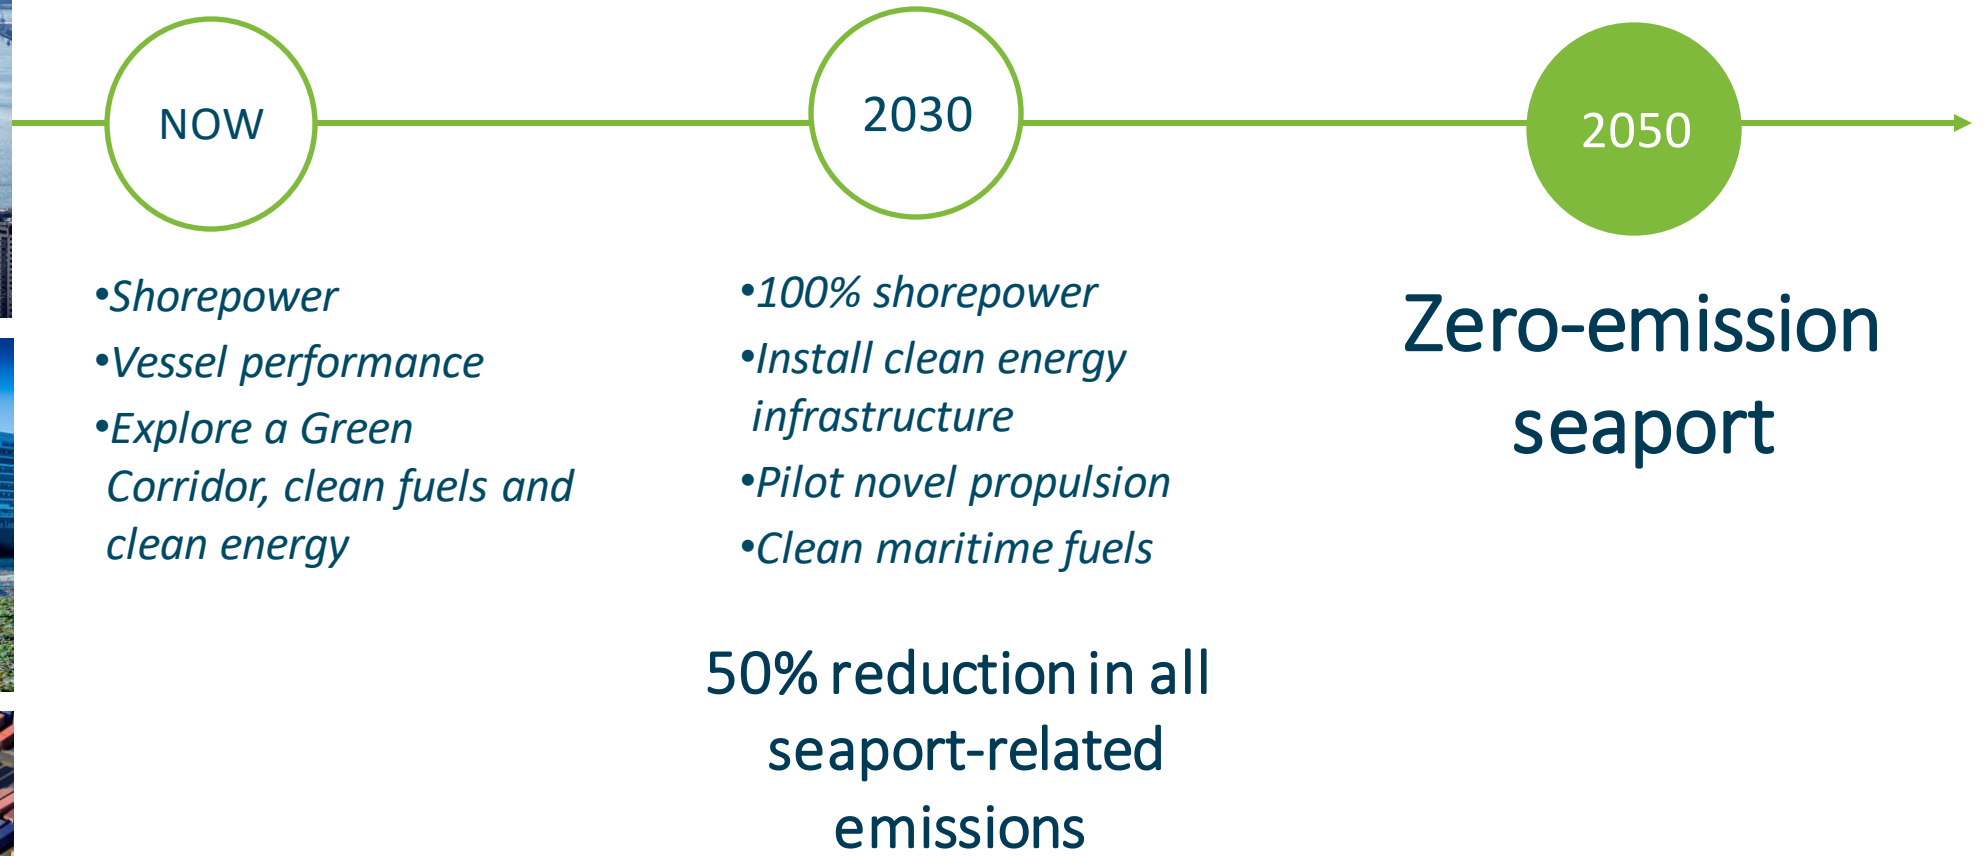 NOW
•Shorepower
•Vessel performance
•Explore a Green
Corridor, clean fuels and
clean energy
2030
•100% shorepower
•Install clean energy
infrastructure
•Pilot novel propulsion
•Clean maritime fuels
50% reduction in all
seaport-related
emissions
2050
Zero-emission
seaport